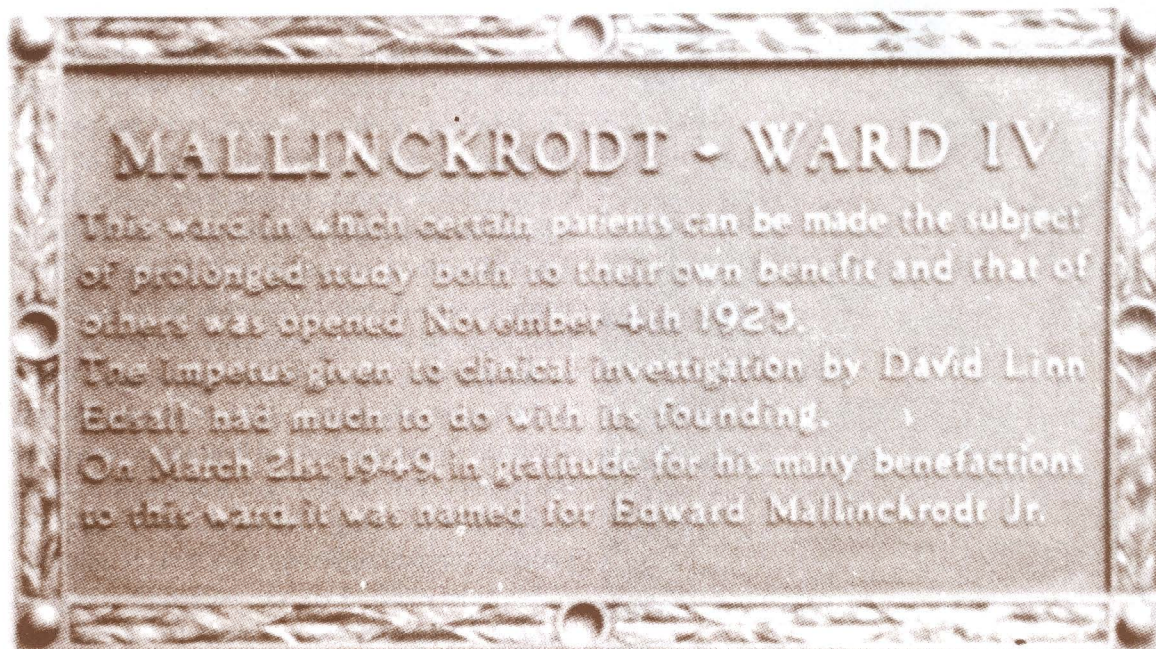 MALLINCKRODT - WARD IV
This ward in which certain patients can be made the subject
of prolonged study both to their own benefit and that of
others was opened November 4th 1925.
The impetus given to clinical investigation by David Linn
Edsall had much to do with its founding.
On March 21st 1949, in gratitude for his many benefactions
to this ward, it was named for Edward Mallinckrodt Jr.